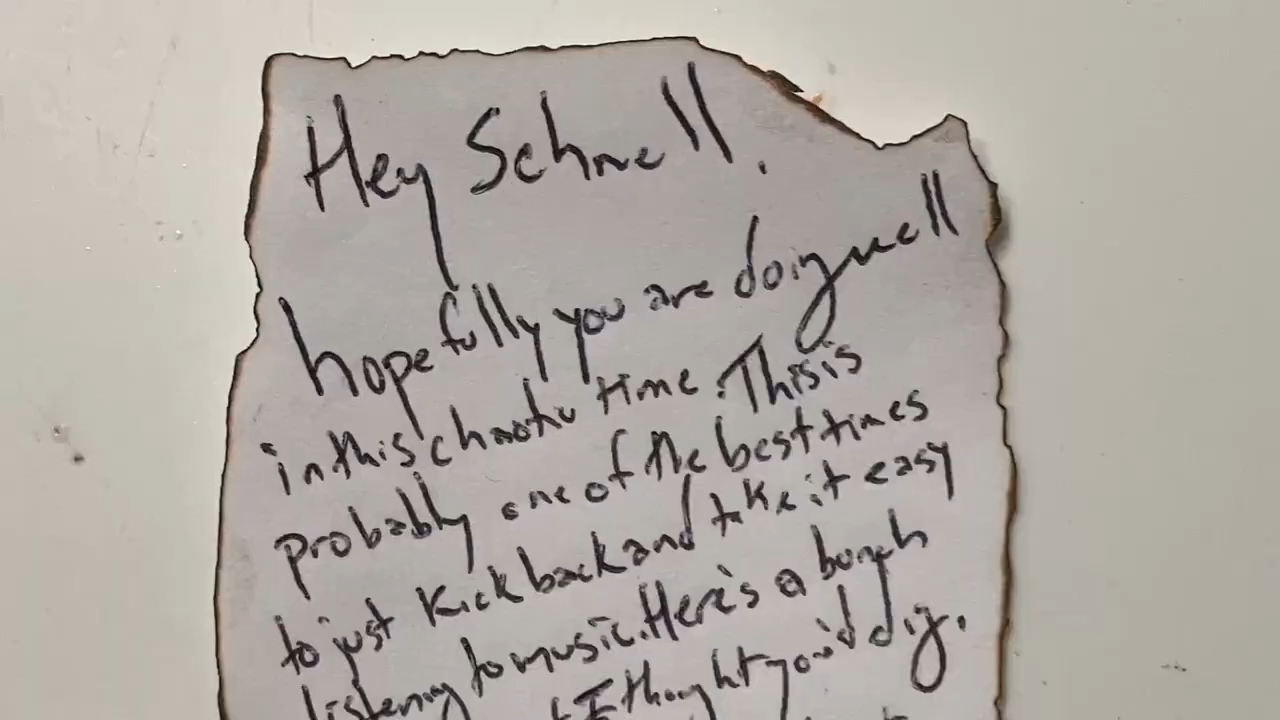 Hey Schnell,
hopefully you are doing well
in this chaotic time. This is
probably one of the best times
to just kick back and take it easy
listening to music. Here's a bunch
I thought you'd dig.